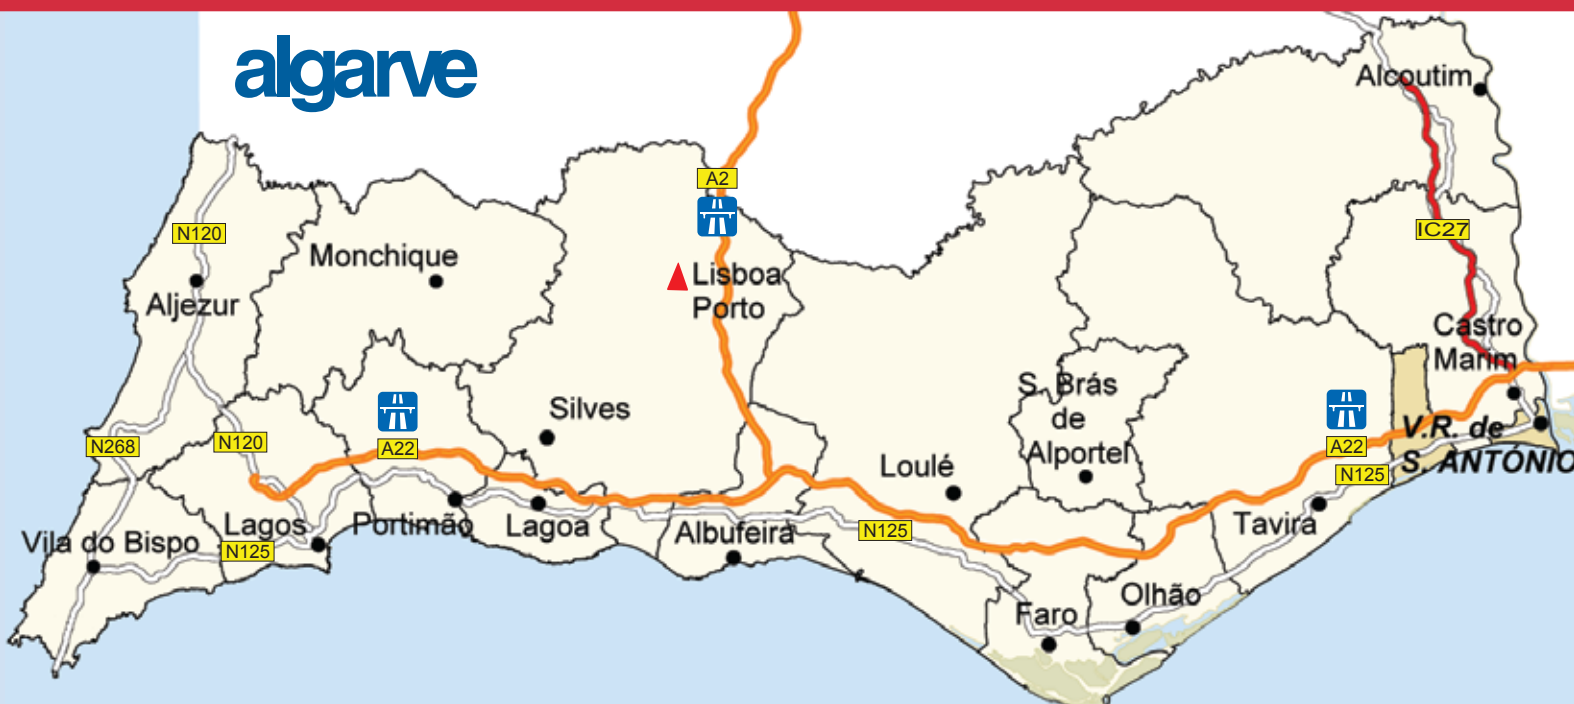 algarve
Alcoutim
A2
N120
IC27
Monchique
Lisboa
Porto
Aljezur
Castro
Marim
S. Brás
de
Alportel
Silves
V.R. de
S. ANTÓNIO
N268
N120
A22
A22
Loulé
N125
Lagos
Portimão
Lagoa
Albufeira
N125
Tavira
Vila do Bispo
N125
Faro
Olhão